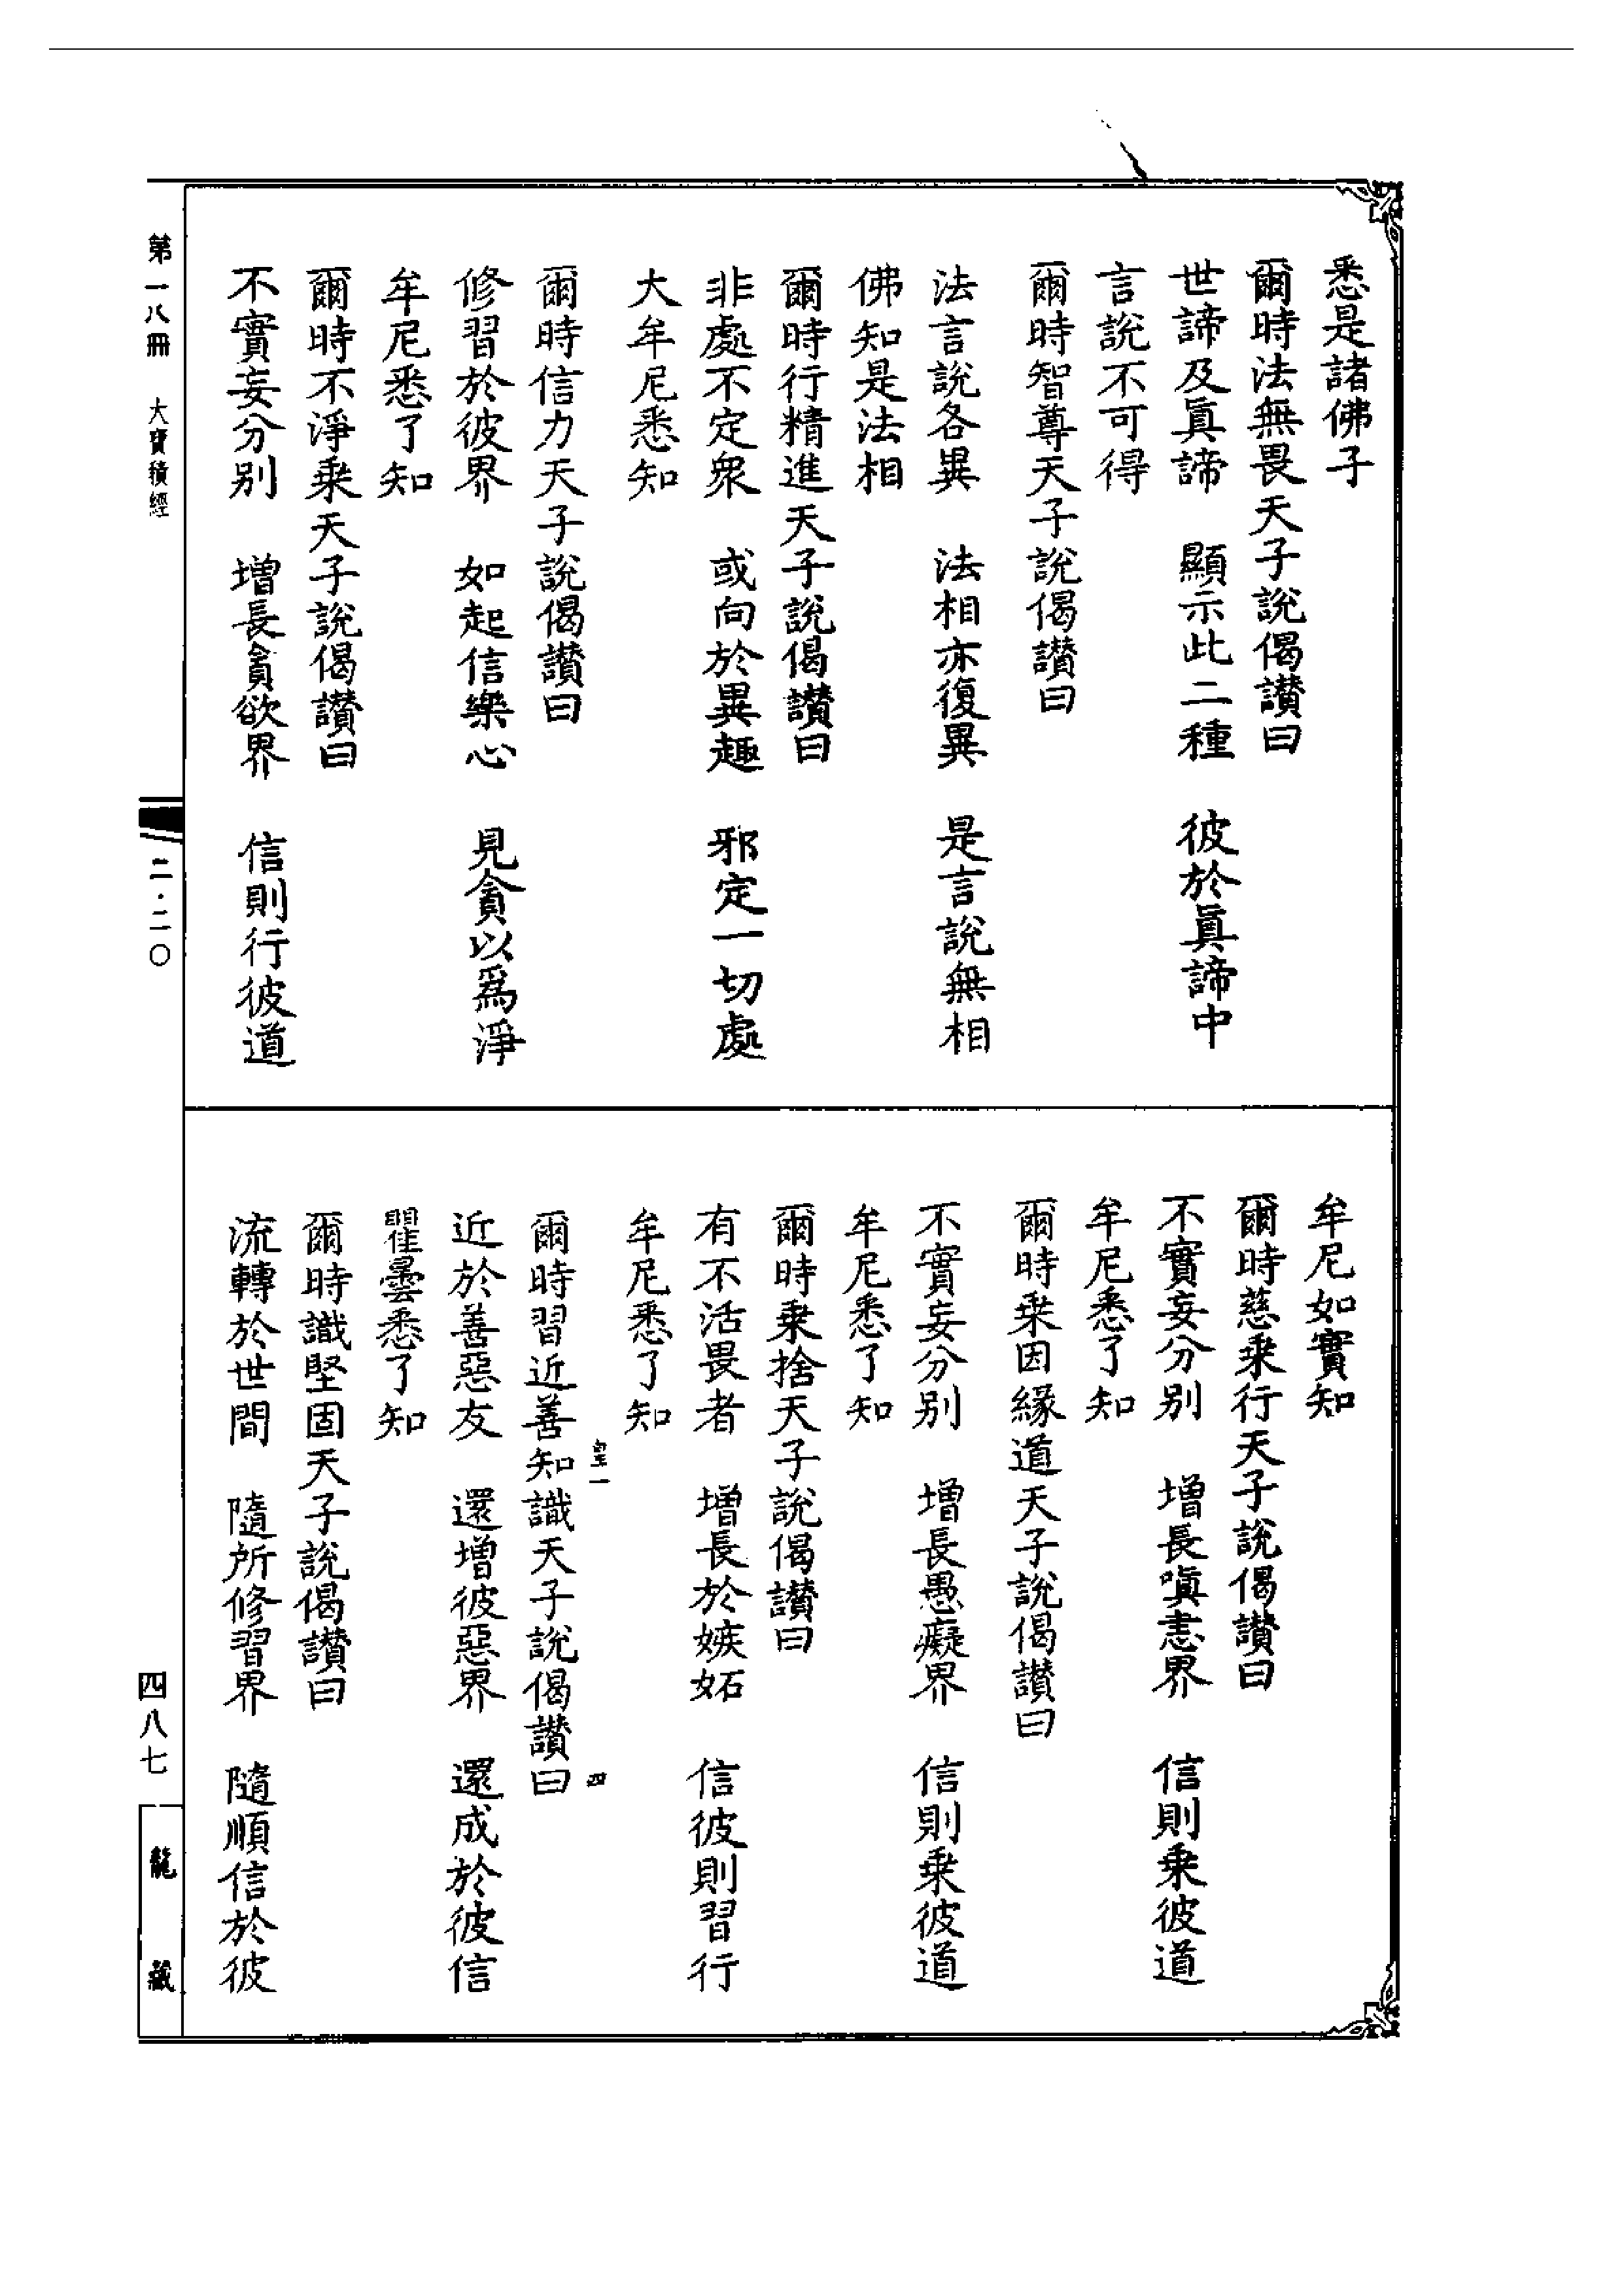 悉是諸佛子
爾時法無畏天子說偈讚曰
世諦及眞諦　顯示此二種　彼於眞諦中
言說不可得
爾時智尊天子說偈讚曰
法言說各異　法相亦復異　是言說無相
佛知是法相
爾時行精進天子說偈讚曰
非處不定衆　或向於異趣　邪定一切處
大牟尼悉知
爾時信力天子說偈讚曰
修習於彼界　如起信樂心　見貪以爲淨
牟尼悉了知
爾時不淨乘天子說偈讚曰
不實妄分別　增長貪欲界　信則行彼道
牟尼如實知
爾時慈乘行天子說偈讚曰
不實妄分別　增長嗔恚界　信則乘彼道
牟尼悉了知
爾時乘因緣道天子說偈讚曰
不實妄分別　增長愚癡界　信則乘彼道
牟尼悉了知
爾時乘捨天子說偈讚曰
有不活畏者　增長於嫉妬　信彼則習行
牟尼悉了知
皇一　四
爾時習近善知識天子說偈讚曰
近於善惡友　還增彼惡界　還成於彼信
瞿曇悉了知
爾時識堅固天子說偈讚曰
流轉於世間　隨所修習界　隨順信於彼
第一八冊　大寶積經
二·二〇
四八七
龍藏